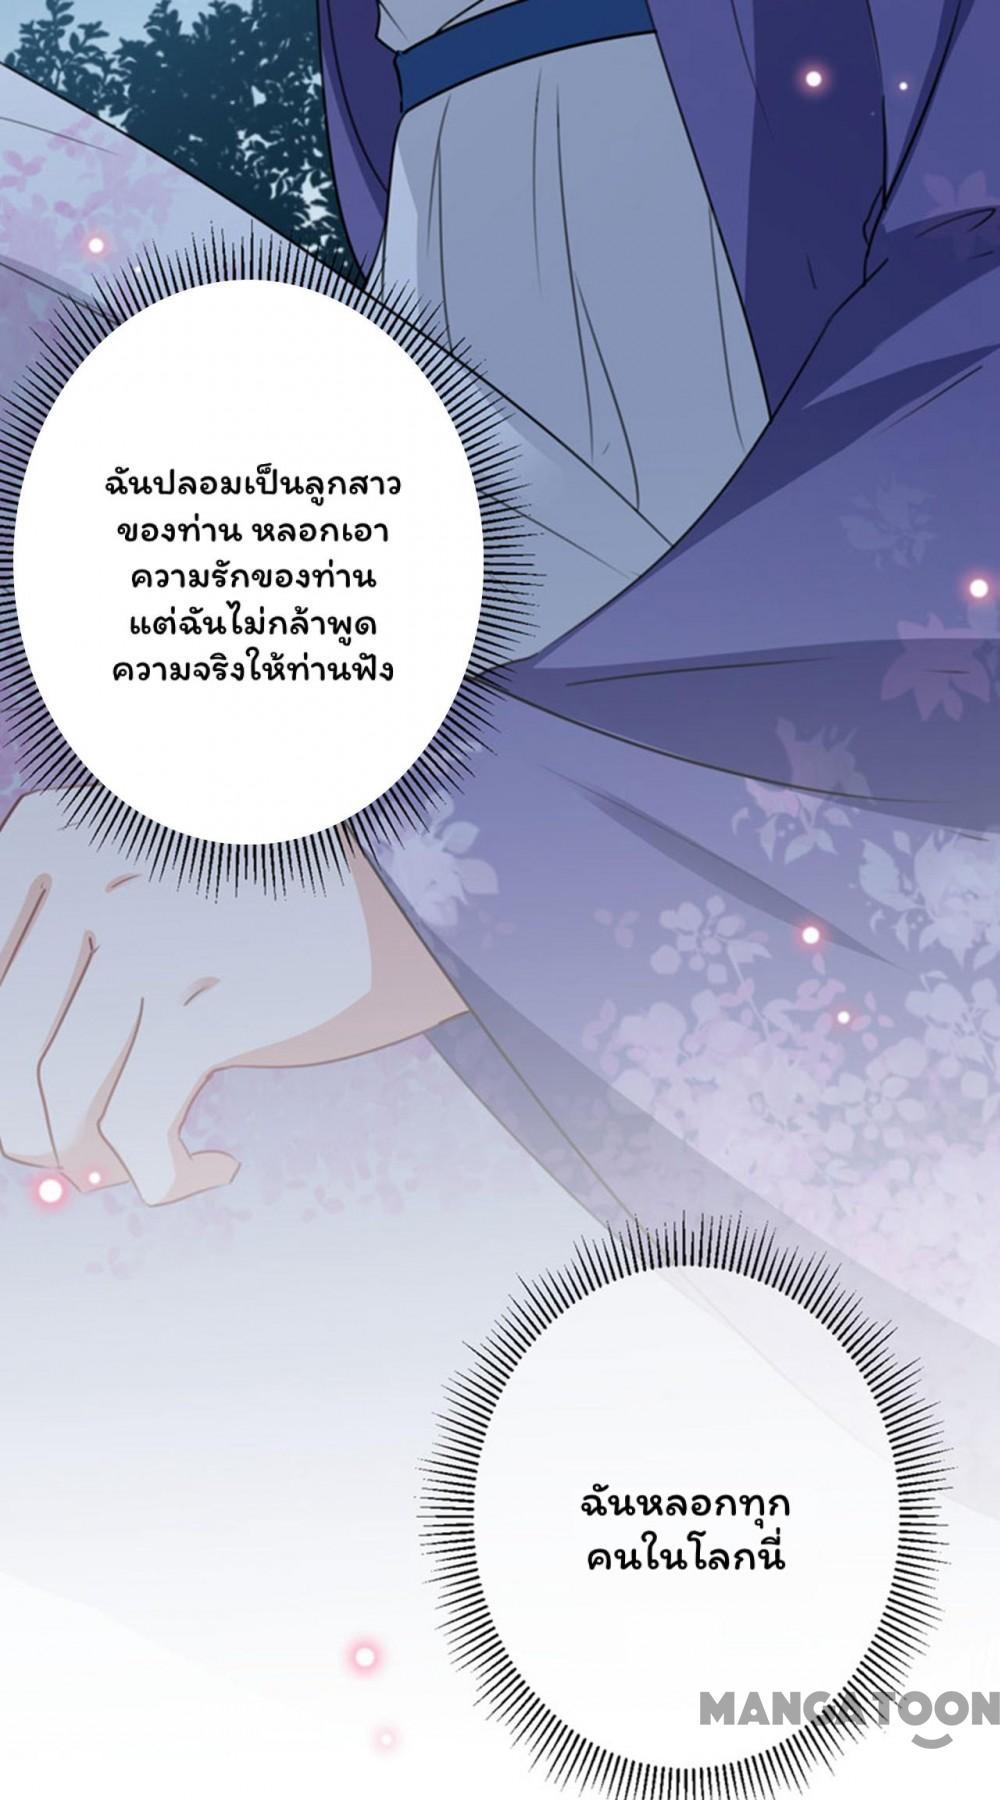 ฉันปลอมเป็นลูกสาว
ของท่าน หลอกเอา
ความรักของท่าน
แต่ฉันไม่กล้าพูด
ความจริงให้ท่านฟัง
ฉันหลอกทุก
คนในโลกนี่
MANGATOON